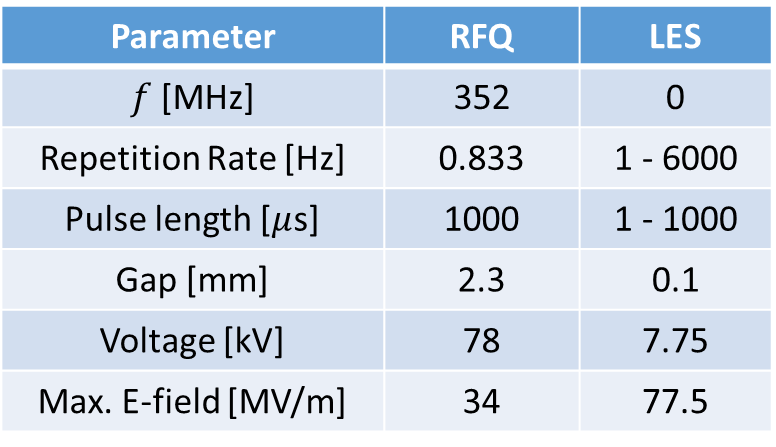 Parameter RFQ LES
𝑓 [MHz] 352 0
Repetition Rate [Hz] 0.833 1 - 6000
Pulse length [𝜇s] 1000 1 - 1000
Gap [mm] 2.3 0.1
Voltage [kV] 78 7.75
Max. E-field [MV/m] 34 77.5